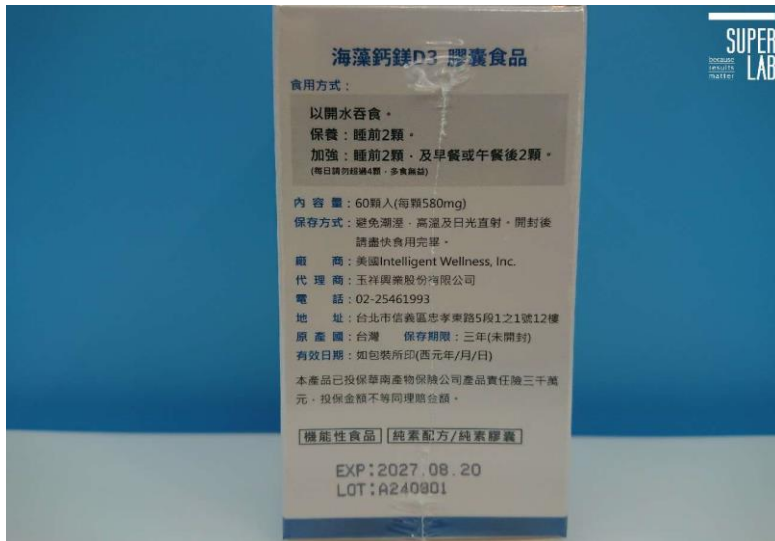 海藻鈣鎂D3 膠囊食品
食用方式：
以開水吞食。
保養：睡前2顆。
加強：睡前2顆，及早餐或午餐後2顆。
(每日請勿超過4顆，多食無益)
內容量：60顆入(每顆580mg)
保存方式：避免潮溼，高溫及日光直射。開封後
請盡快食用完畢。
廠商：美國Intelligent Wellness, Inc.
代理商：玉祥興業股份有限公司
電話：02-25461993
地址：台北市信義區忠孝東路5段1之1號12樓
原產國：台灣 保存期限：三年(未開封)
有效日期：如包裝所印(西元年/月/日)
本產品已投保華南產物保險公司產品責任險三千萬
元，投保金額不等同理賠金額。
機能性食品 純素配方/純素膠囊
EXP:2027.08.20
LOT:A240801
SUPER
LAB
because
results
matter